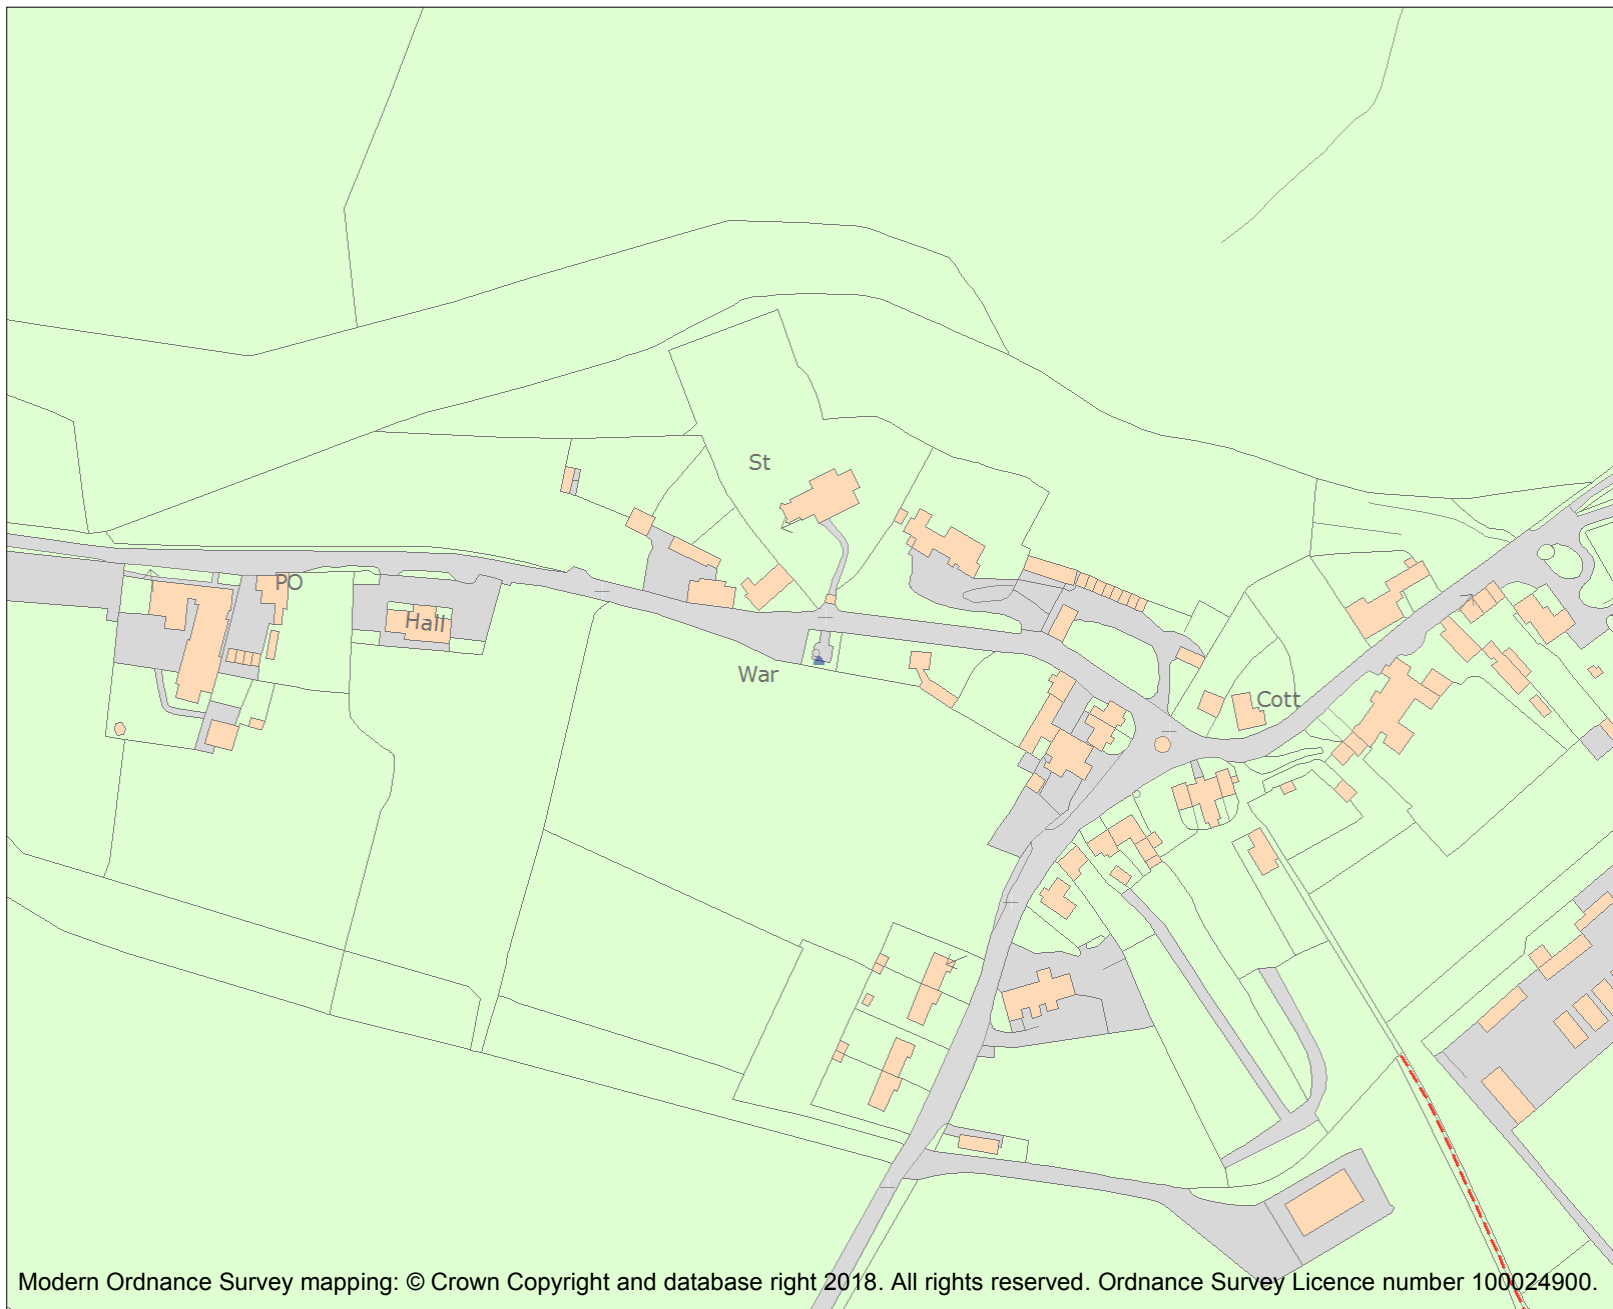 St
PO
Hall
War
Cott
Modern Ordnance Survey mapping: © Crown Copyright and database right 2018. All rights reserved. Ordnance Survey Licence number 100024900.